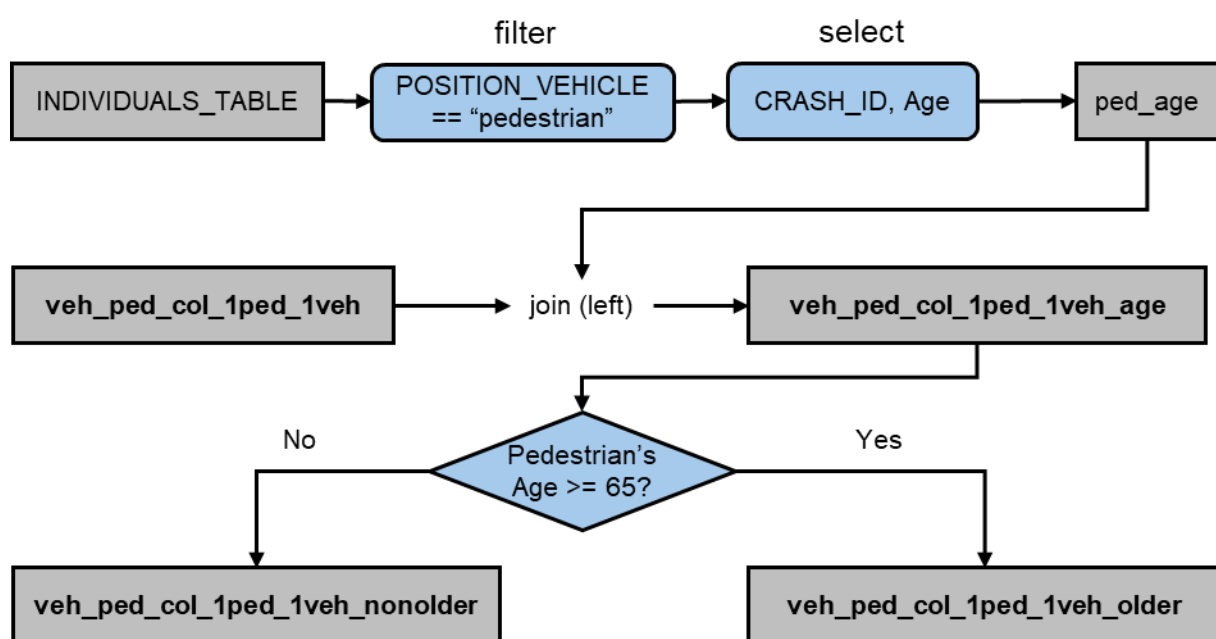 filter
select
INDIVIDUALS_TABLE
POSITION_VEHICLE
== “pedestrian”
CRASH_ID, Age
ped_age
veh_ped_col_1ped_1veh
join (left)
veh_ped_col_1ped_1veh_age
No
Pedestrian’s
Age >= 65?
Yes
veh_ped_col_1ped_1veh_nonolder
veh_ped_col_1ped_1veh_older